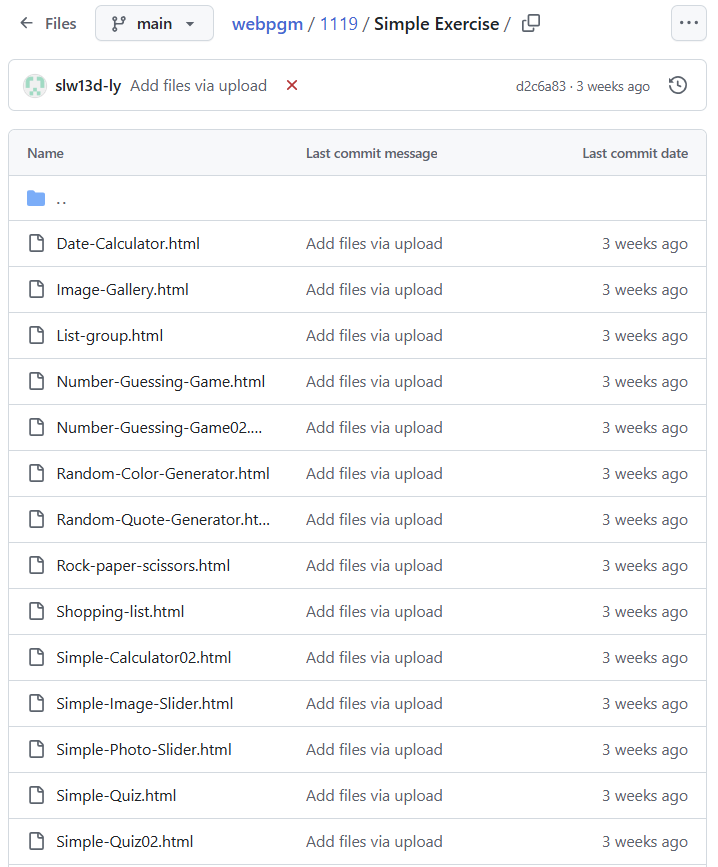 Files main webpgm / 1119 / Simple Exercise /
slw13d-ly Add files via upload d2c6a83 · 3 weeks ago
Name Last commit message Last commit date
..
Date-Calculator.html Add files via upload 3 weeks ago
Image-Gallery.html Add files via upload 3 weeks ago
List-group.html Add files via upload 3 weeks ago
Number-Guessing-Game.html Add files via upload 3 weeks ago
Number-Guessing-Game02.... Add files via upload 3 weeks ago
Random-Color-Generator.html Add files via upload 3 weeks ago
Random-Quote-Generator.ht... Add files via upload 3 weeks ago
Rock-paper-scissors.html Add files via upload 3 weeks ago
Shopping-list.html Add files via upload 3 weeks ago
Simple-Calculator02.html Add files via upload 3 weeks ago
Simple-Image-Slider.html Add files via upload 3 weeks ago
Simple-Photo-Slider.html Add files via upload 3 weeks ago
Simple-Quiz.html Add files via upload 3 weeks ago
Simple-Quiz02.html Add files via upload 3 weeks ago